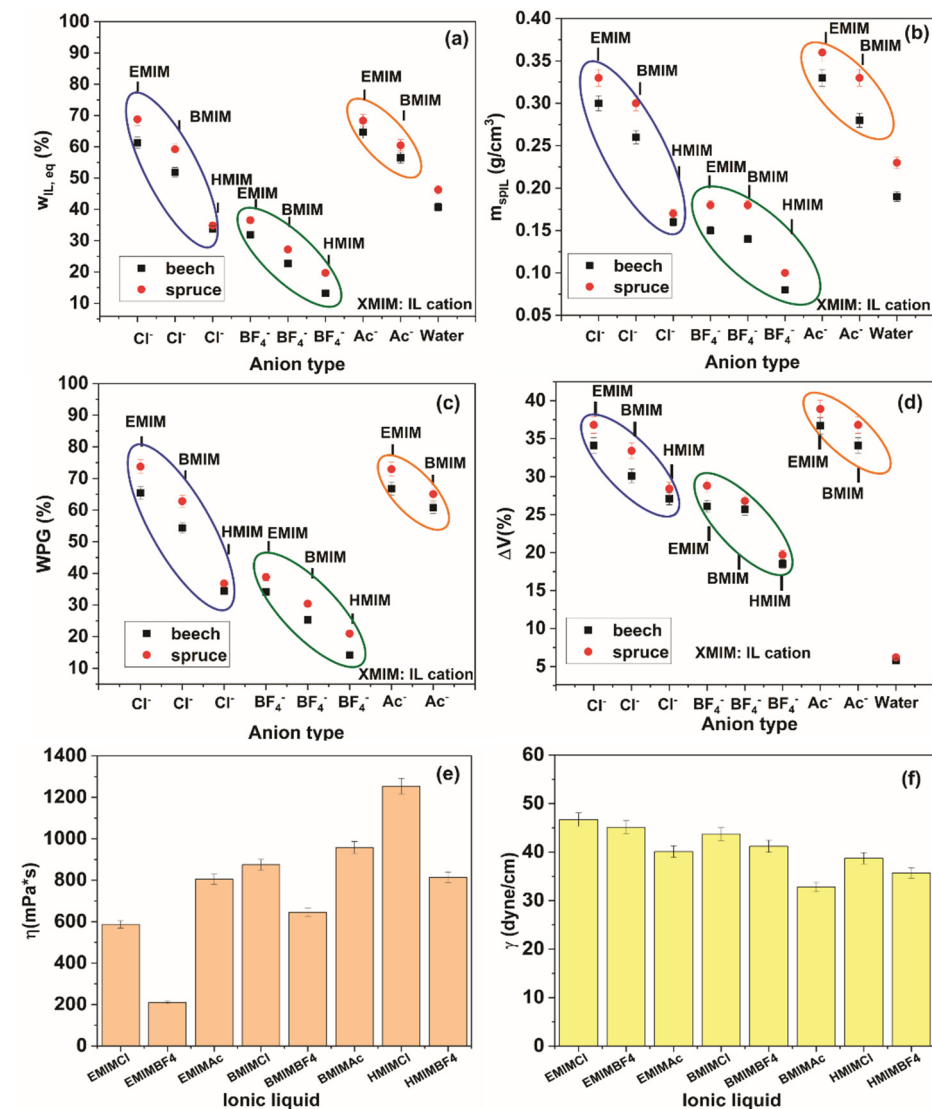 (a)
100
90
80
70
60
50
40
30
20
10
w_IL, eq (%)
EMIM
BMIM
HMIM
EMIM
BMIM
HMIM
EMIM
BMIM
beech
spruce
XMIM: IL cation
Cl⁻ Cl⁻ Cl⁻ BF₄⁻ BF₄⁻ BF₄⁻ Ac⁻ Ac⁻ Water
Anion type
(b)
0.40
0.35
0.30
0.25
0.20
0.15
0.10
0.05
m_spIL (g/cm³)
EMIM
BMIM
HMIM
EMIM
BMIM
HMIM
EMIM
BMIM
beech
spruce
XMIM: IL cation
Cl⁻ Cl⁻ Cl⁻ BF₄⁻ BF₄⁻ BF₄⁻ Ac⁻ Ac⁻ Water
Anion type
(c)
100
90
80
70
60
50
40
30
20
10
WPG (%)
EMIM
BMIM
HMIM
EMIM
BMIM
HMIM
EMIM
BMIM
beech
spruce
XMIM: IL cation
Cl⁻ Cl⁻ Cl⁻ BF₄⁻ BF₄⁻ BF₄⁻ Ac⁻ Ac⁻
Anion type
(d)
40
35
30
25
20
15
10
5
ΔV(%)
EMIM
BMIM
HMIM
EMIM
BMIM
HMIM
EMIM
BMIM
beech
spruce
XMIM: IL cation
Cl⁻ Cl⁻ Cl⁻ BF₄⁻ BF₄⁻ BF₄⁻ Ac⁻ Ac⁻ Water
Anion type
(e)
1400
1200
1000
800
600
400
200
0
η(mPa*s)
EMIMCl EMIMBF4 EMIMAc BMIMCl BMIMBF4 BMIMAc HMIMCl HMIMBF4
Ionic liquid
(f)
60
50
40
30
20
10
0
γ (dyne/cm)
EMIMCl EMIMBF4 EMIMAc BMIMCl BMIMBF4 BMIMAc HMIMCl HMIMBF4
Ionic liquid